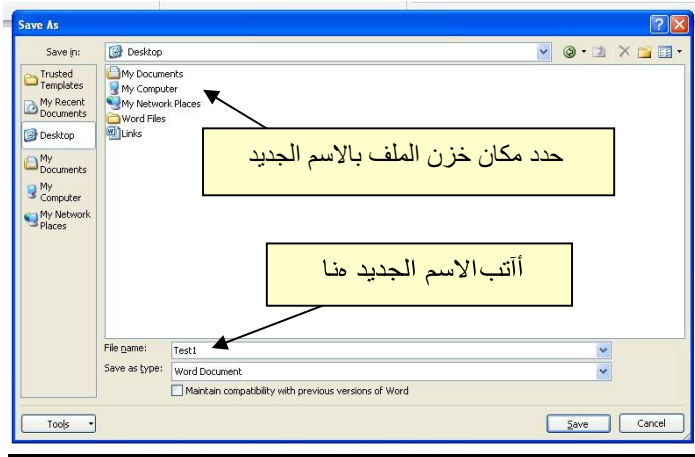 Save As
Save in:
Desktop
Trusted
Templates
My Recent
Documents
Desktop
My
Documents
My
Computer
My Network
Places
My Documents
My Computer
My Network Places
Word Files
Links
حدد مكان خزن الملف بالاسم الجديد
أآتب الاسم الجديد هنا
File name:
Test1
Save as type:
Word Document
Maintain compatibility with previous versions of Word
Tools
Save
Cancel